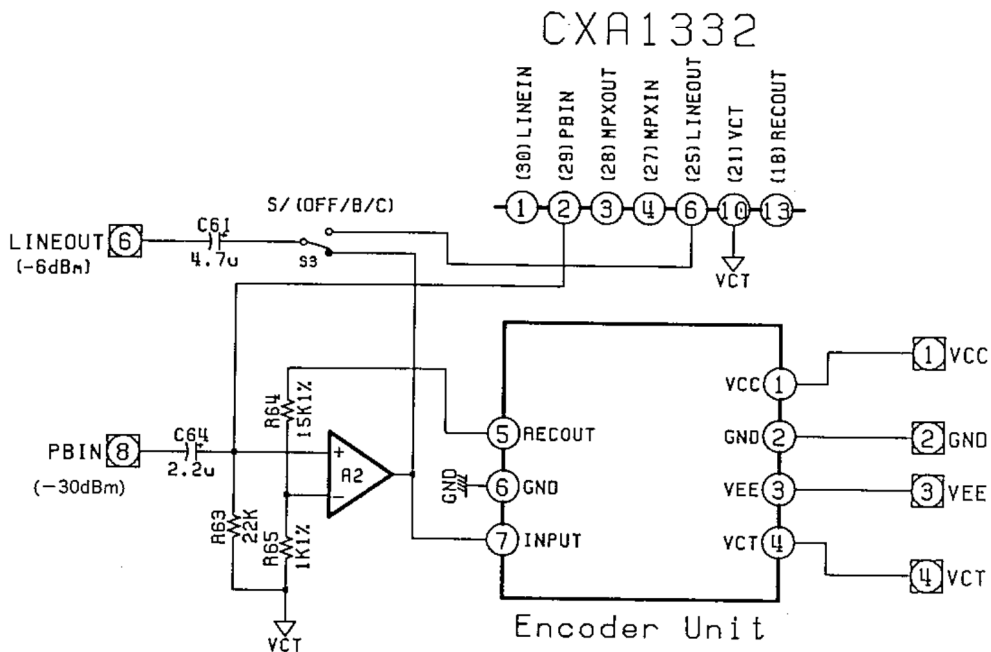 CXA1332
(30)LINEIN
(29)PBIN
(28)MPXOUT
(27)MPXIN
(25)LINEOUT
(21)VCT
(18)RECOUT
1 2 3 4 6 10 13
S/(OFF/B/C)
LINEOUT 6
(-6dBm)
C61
+
4.7u
S3
VCT
VCC 1
1 VCC
R64
15K1%
5 RECOUT
GND 2
2 GND
PBIN 8
(-30dBm)
C64
+
2.2u
+
A2
-
GND
6 GND
VEE 3
3 VEE
R63
22K
R65
1K1%
7 INPUT
VCT 4
4 VCT
VCT
Encoder Unit